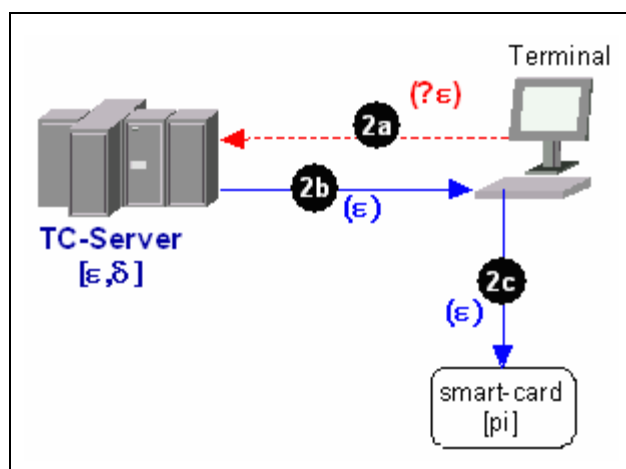 Terminal
(?ε)
2a
2b
(ε)
TC-Server
[ε,δ]
2c
(ε)
smart-card
[pi]